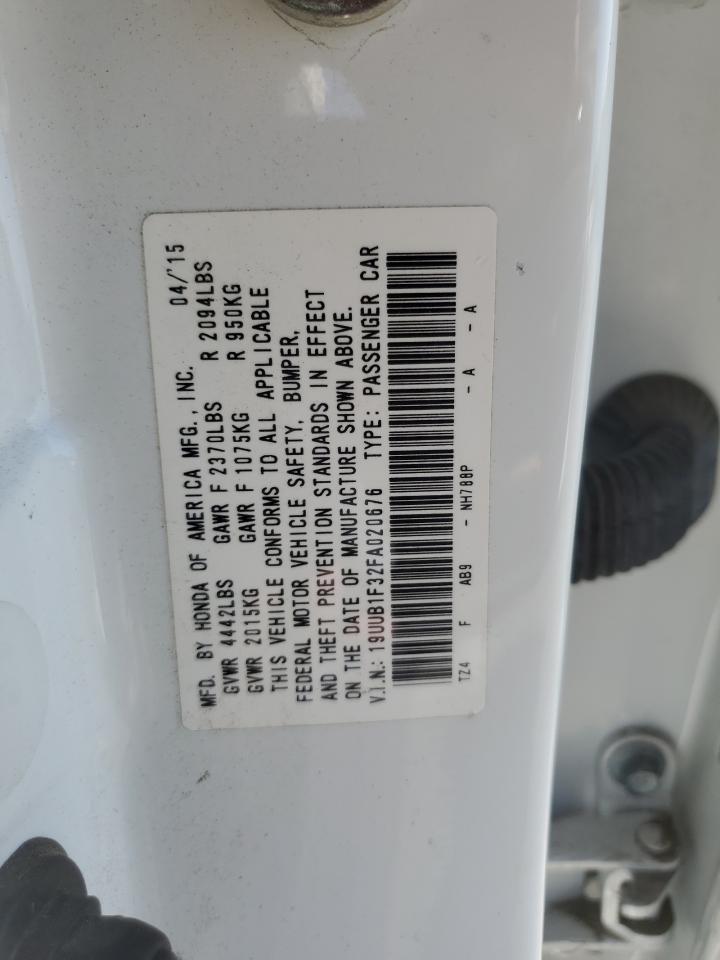 MFD. BY HONDA OF AMERICA MFG., INC. 04/'15
GVWR 4442LBS GAWR F 2370LBS R 2094LBS
GVWR 2015KG GAWR F 1075KG R 950KG
THIS VEHICLE CONFORMS TO ALL APPLICABLE
FEDERAL MOTOR VEHICLE SAFETY, BUMPER,
AND THEFT PREVENTION STANDARDS IN EFFECT
ON THE DATE OF MANUFACTURE SHOWN ABOVE.
V.I.N.: 19UUB1F32FA020676 TYPE: PASSENGER CAR
TZ4 F AB9 - NH788P - A - A